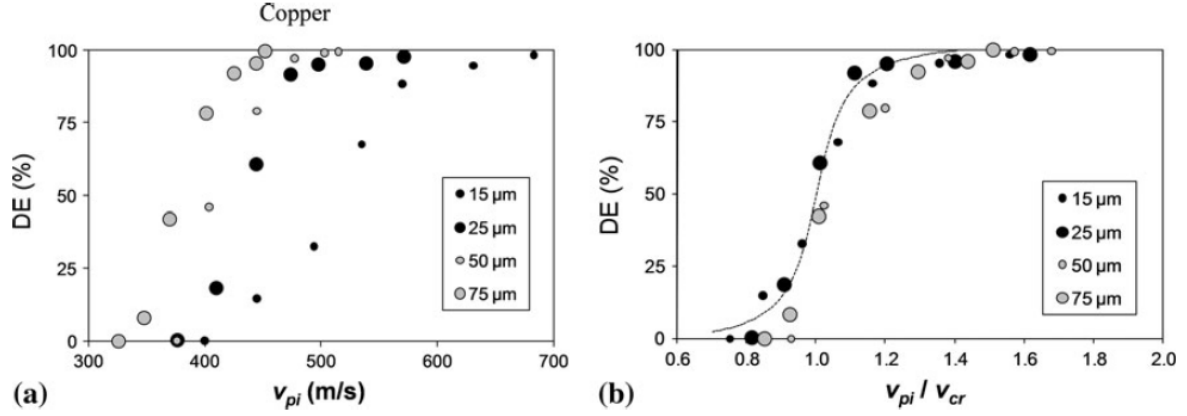 Copper
DE (%)
100
75
50
25
0
15 µm
25 µm
50 µm
75 µm
300 400 500 600 700
(a) v_pi (m/s)
DE (%)
100
75
50
25
0
15 µm
25 µm
50 µm
75 µm
0.6 0.8 1.0 1.2 1.4 1.6 1.8 2.0
(b) v_pi / v_cr